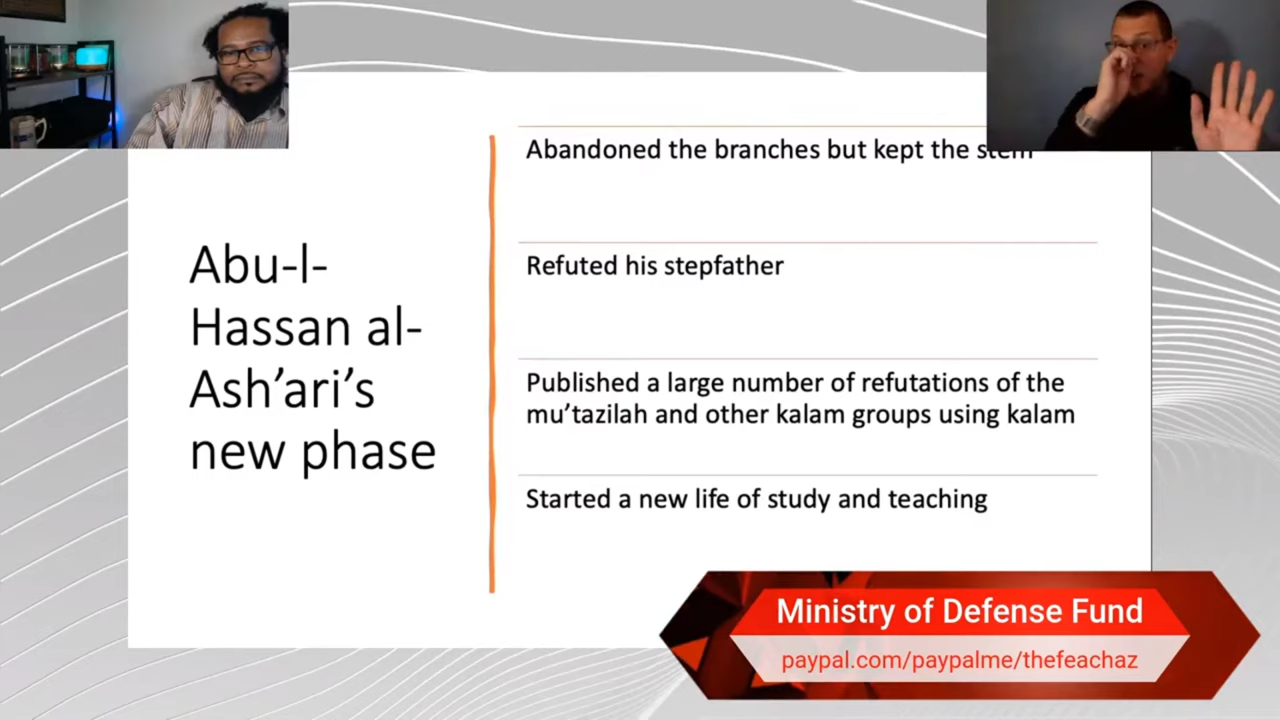 Abu-l-
Hassan al-
Ash’ari’s
new phase
Abandoned the branches but kept the stem
Refuted his stepfather
Published a large number of refutations of the
mu’tazilah and other kalam groups using kalam
Started a new life of study and teaching
Ministry of Defense Fund
paypal.com/paypalme/thefeachaz